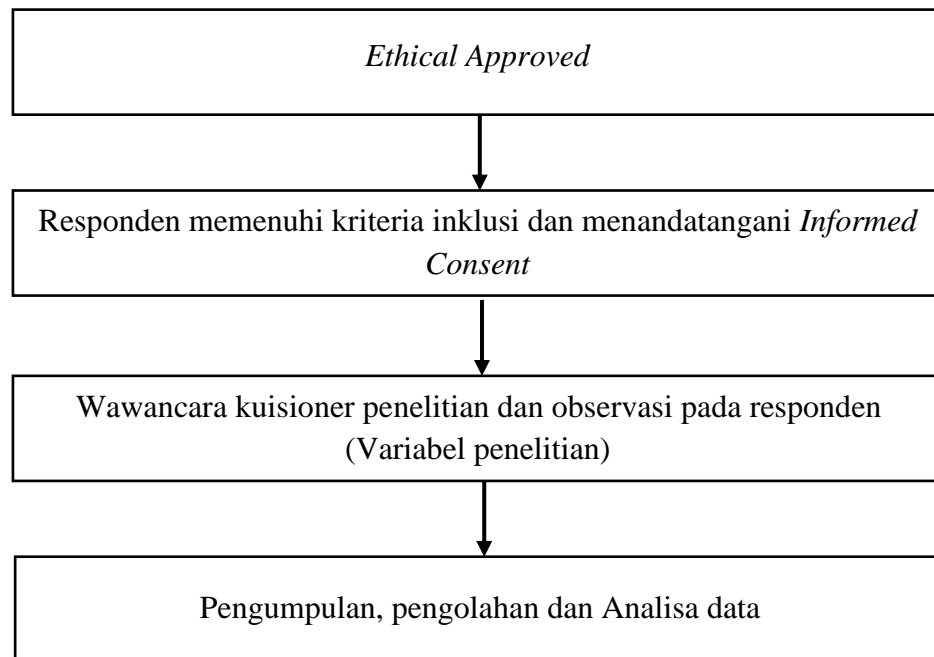 Ethical Approved
Responden memenuhi kriteria inklusi dan menandatangani Informed
Consent
Wawancara kuisioner penelitian dan observasi pada responden
(Variabel penelitian)
Pengumpulan, pengolahan dan Analisa data